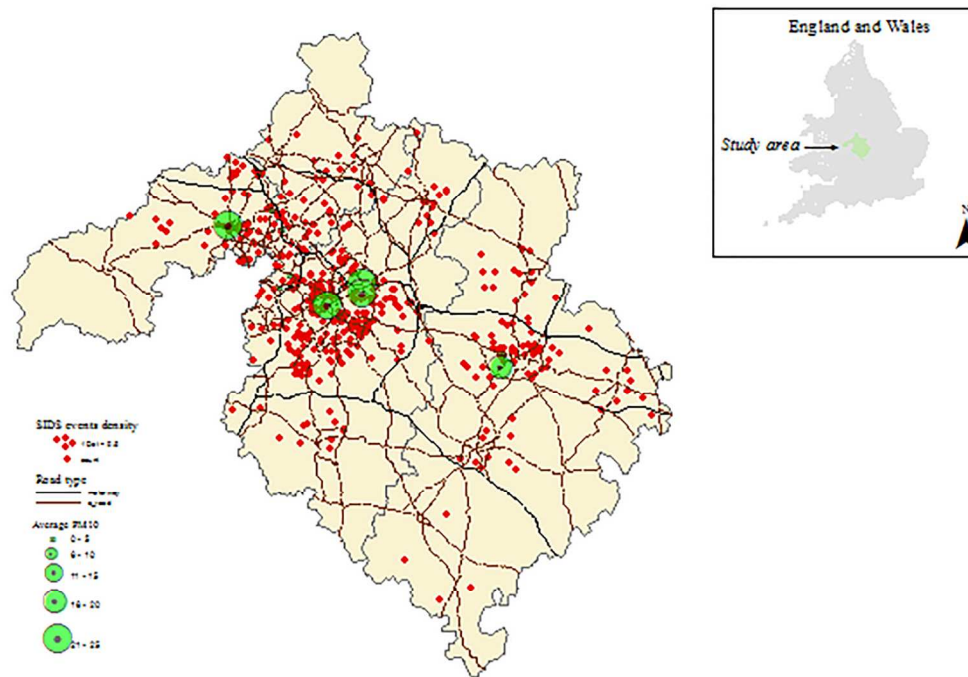 England and Wales
Study area
N
SIDS events density
Road type
Average PM10
0 - 5
6 - 10
11 - 15
16 - 20
21 - 25